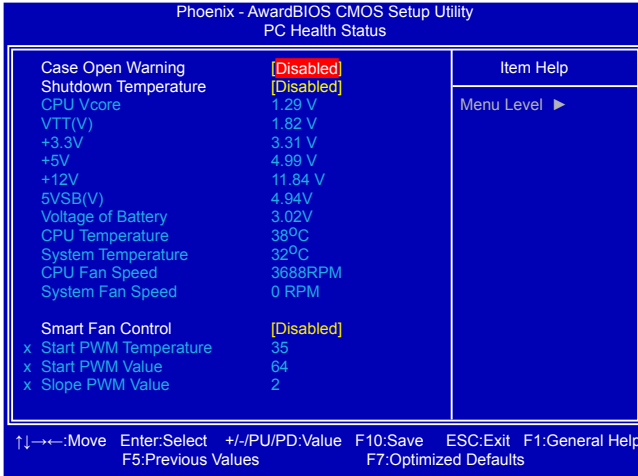 Phoenix - AwardBIOS CMOS Setup Utility
PC Health Status
Case Open Warning [Disabled]
Shutdown Temperature [Disabled]
CPU Vcore 1.29 V
VTT(V) 1.82 V
+3.3V 3.31 V
+5V 4.99 V
+12V 11.84 V
5VSB(V) 4.94V
Voltage of Battery 3.02V
CPU Temperature 38⁰C
System Temperature 32⁰C
CPU Fan Speed 3688RPM
System Fan Speed 0 RPM
Smart Fan Control [Disabled]
x Start PWM Temperature 35
x Start PWM Value 64
x Slope PWM Value 2
Item Help
Menu Level ►
↑↓→←:Move Enter:Select +/-/PU/PD:Value F10:Save ESC:Exit F1:General Help
F5:Previous Values F7:Optimized Defaults